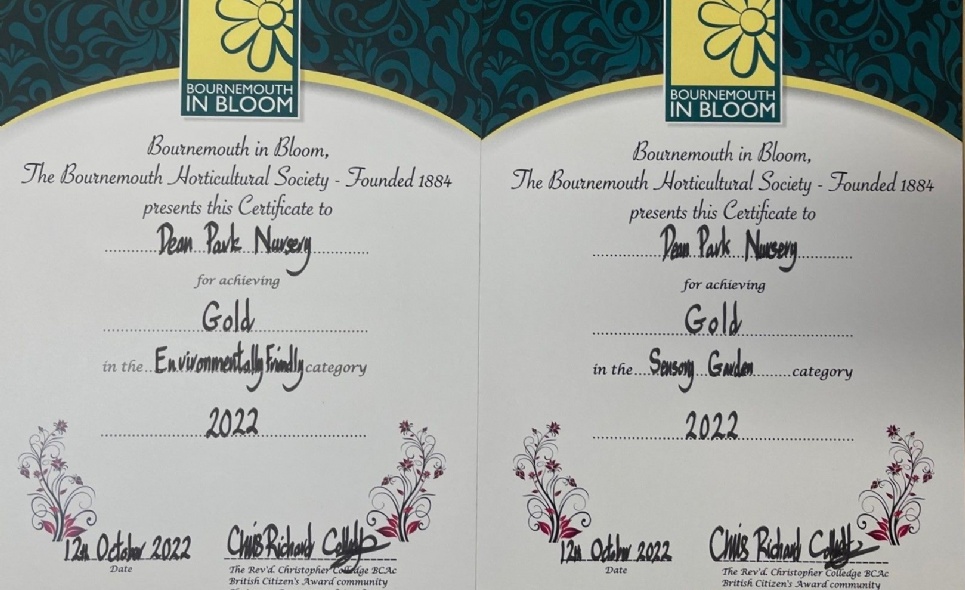 BOURNEMOUTH
IN BLOOM
Bournemouth in Bloom,
The Bournemouth Horticultural Society - Founded 1884
presents this Certificate to
Dean Park Nursery
for achieving
Gold
in the Environmentally Friendly category
2022
12th October 2022
Chris Richard Colledge
Date
The Rev'd. Christopher Colledge BCAc
British Citizen's Award community
BOURNEMOUTH
IN BLOOM
Bournemouth in Bloom,
The Bournemouth Horticultural Society - Founded 1884
presents this Certificate to
Dean Park Nursery
for achieving
Gold
in the Sensory Garden category
2022
12th October 2022
Chris Richard Colledge
Date
The Rev'd. Christopher Colledge BCAc
British Citizen's Award community